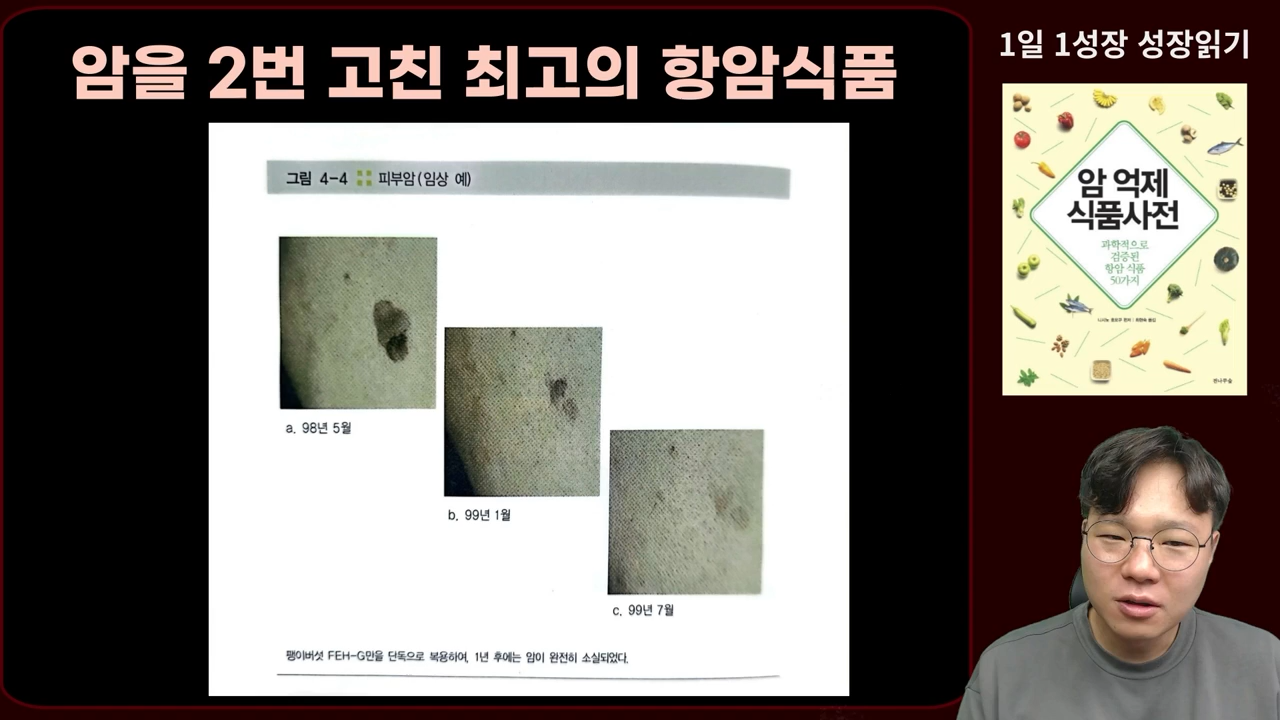 암을 2번 고친 최고의 항암식품
1일 1성장 성장읽기
그림 4-4 피부암(임상 예)
a. 98년 5월
b. 99년 1월
c. 99년 7월
팽이버섯 FEH-G만을 단독으로 복용하여, 1년 후에는 암이 완전히 소실되었다.
암 억제
식품사전
과학적으로
검증된
항암 식품
50가지
전나무숲